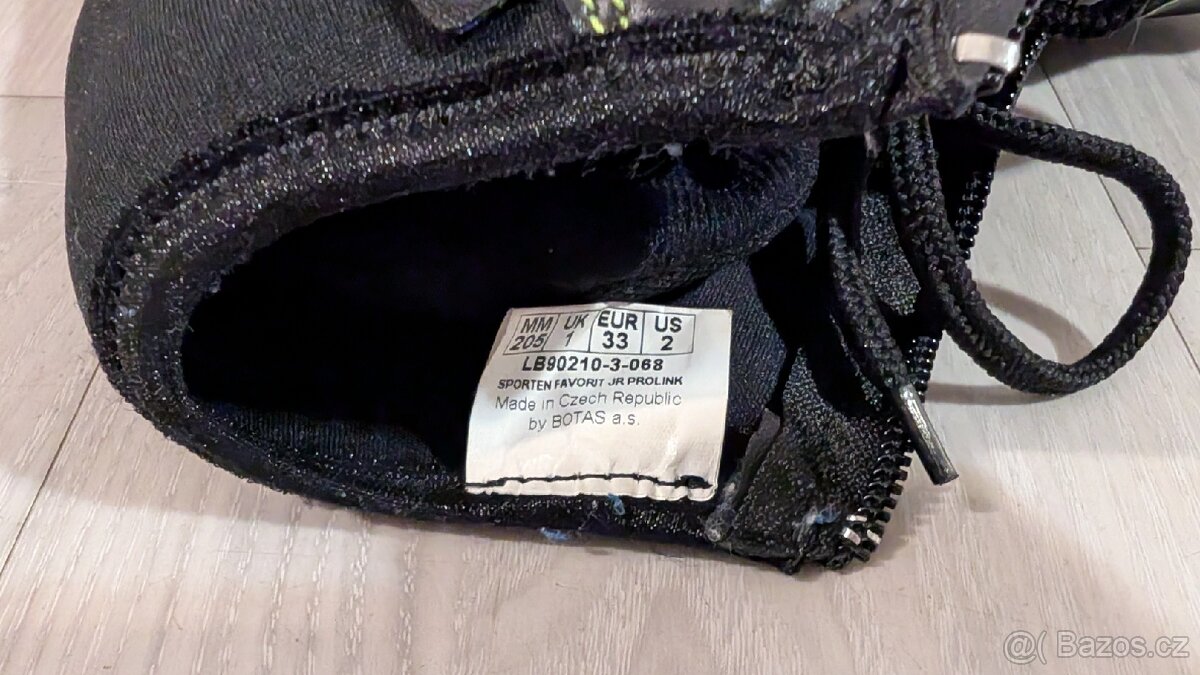 MM UK EUR US
205 1 33 2
LB90210-3-068
SPORTEN FAVORIT JR PROLINK
Made in Czech Republic
by BOTAS a.s.
@( Bazos.cz